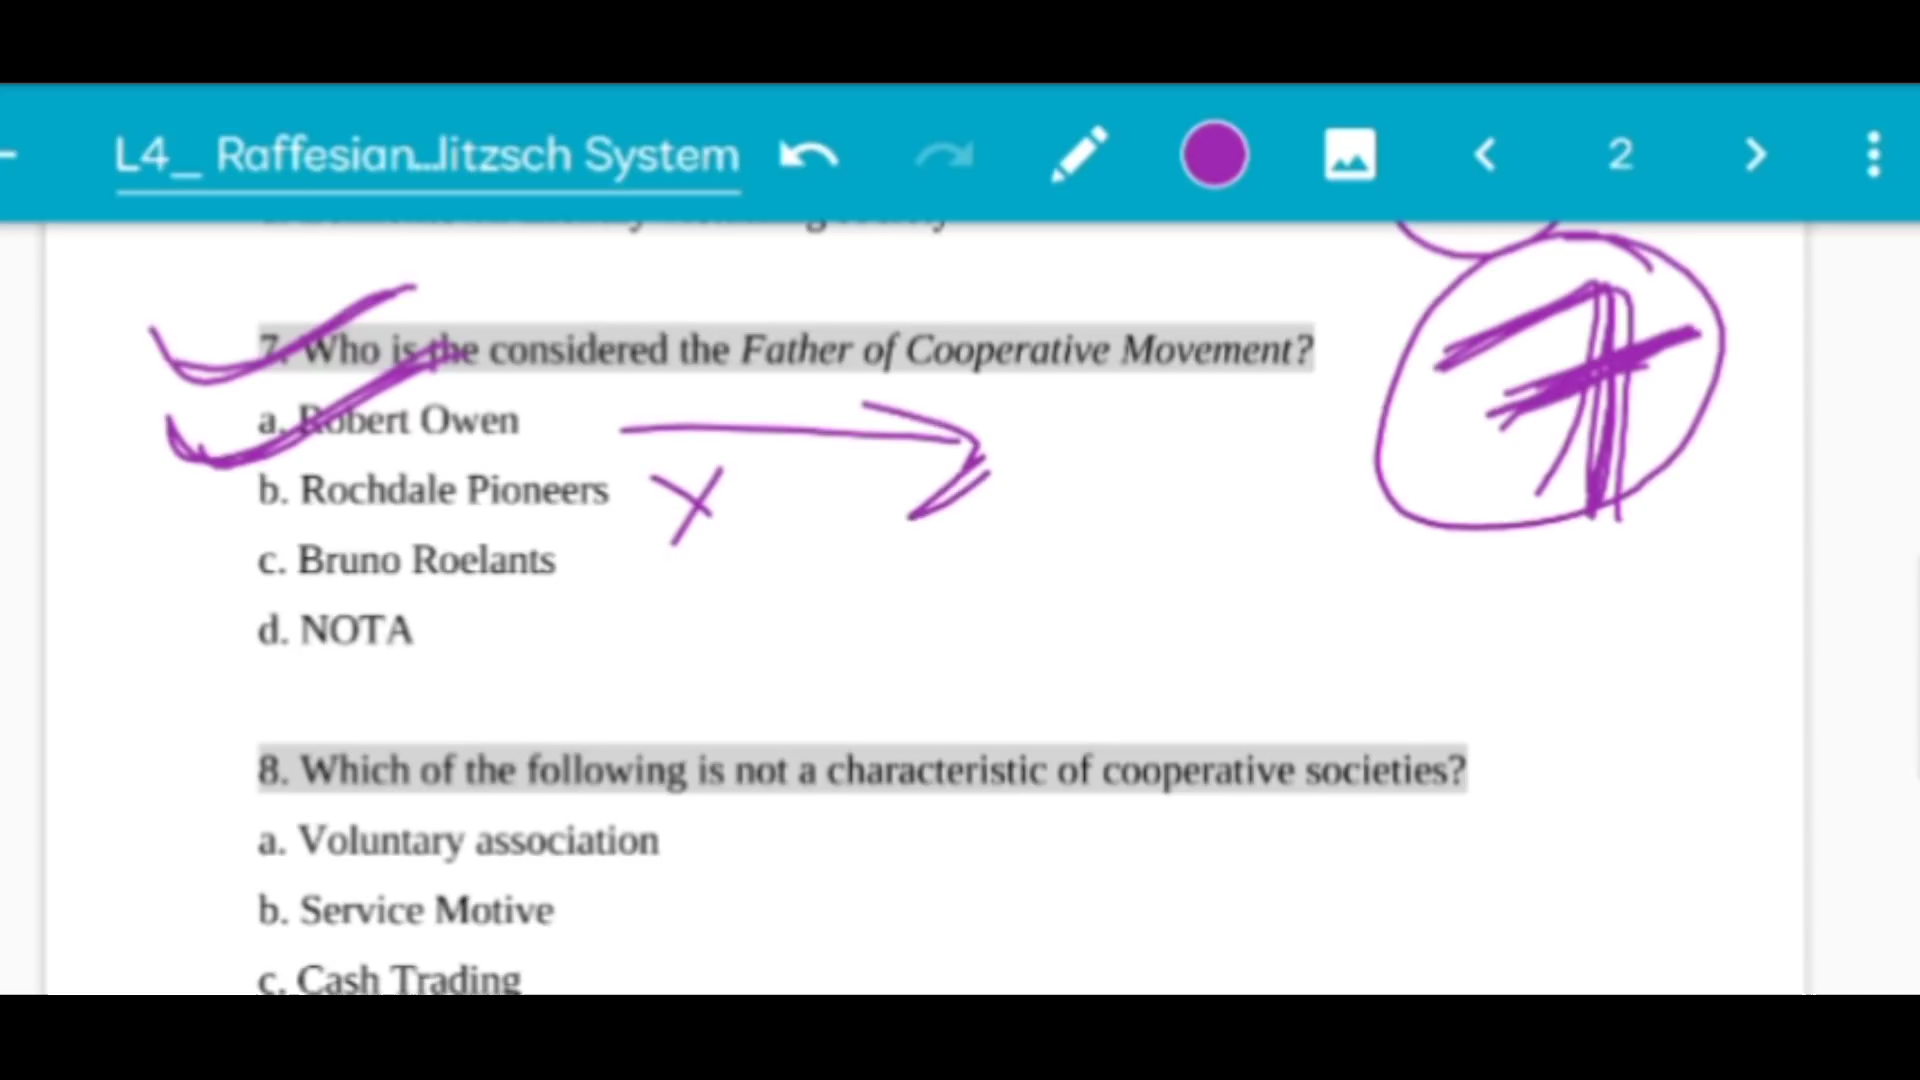 L4_ Raffesian...litzsch System
2
7. Who is the considered the Father of Cooperative Movement?
7
a. Robert Owen
b. Rochdale Pioneers
c. Bruno Roelants
d. NOTA
8. Which of the following is not a characteristic of cooperative societies?
a. Voluntary association
b. Service Motive
c. Cash Trading